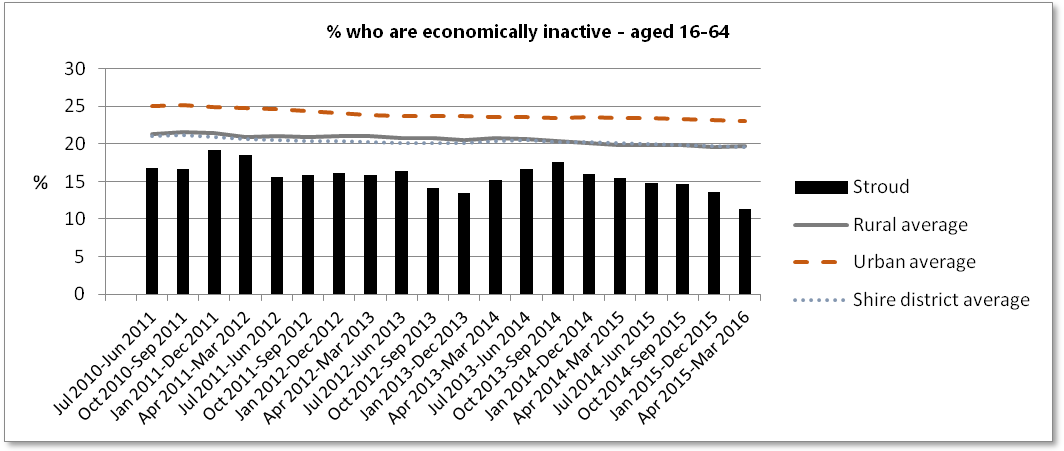 % who are economically inactive - aged 16-64
30
25
20
15
10
5
0
%
Jul 2010-Jun 2011
Oct 2010-Sep 2011
Jan 2011-Dec 2011
Apr 2011-Mar 2012
Jul 2011-Jun 2012
Oct 2011-Sep 2012
Jan 2012-Dec 2012
Apr 2012-Mar 2013
Jul 2012-Jun 2013
Oct 2012-Sep 2013
Jan 2013-Dec 2013
Apr 2013-Mar 2014
Jul 2013-Jun 2014
Oct 2013-Sep 2014
Jan 2014-Dec 2014
Apr 2014-Mar 2015
Jul 2014-Jun 2015
Oct 2014-Sep 2015
Jan 2015-Dec 2015
Apr 2015-Mar 2016
Stroud
Rural average
Urban average
Shire district average